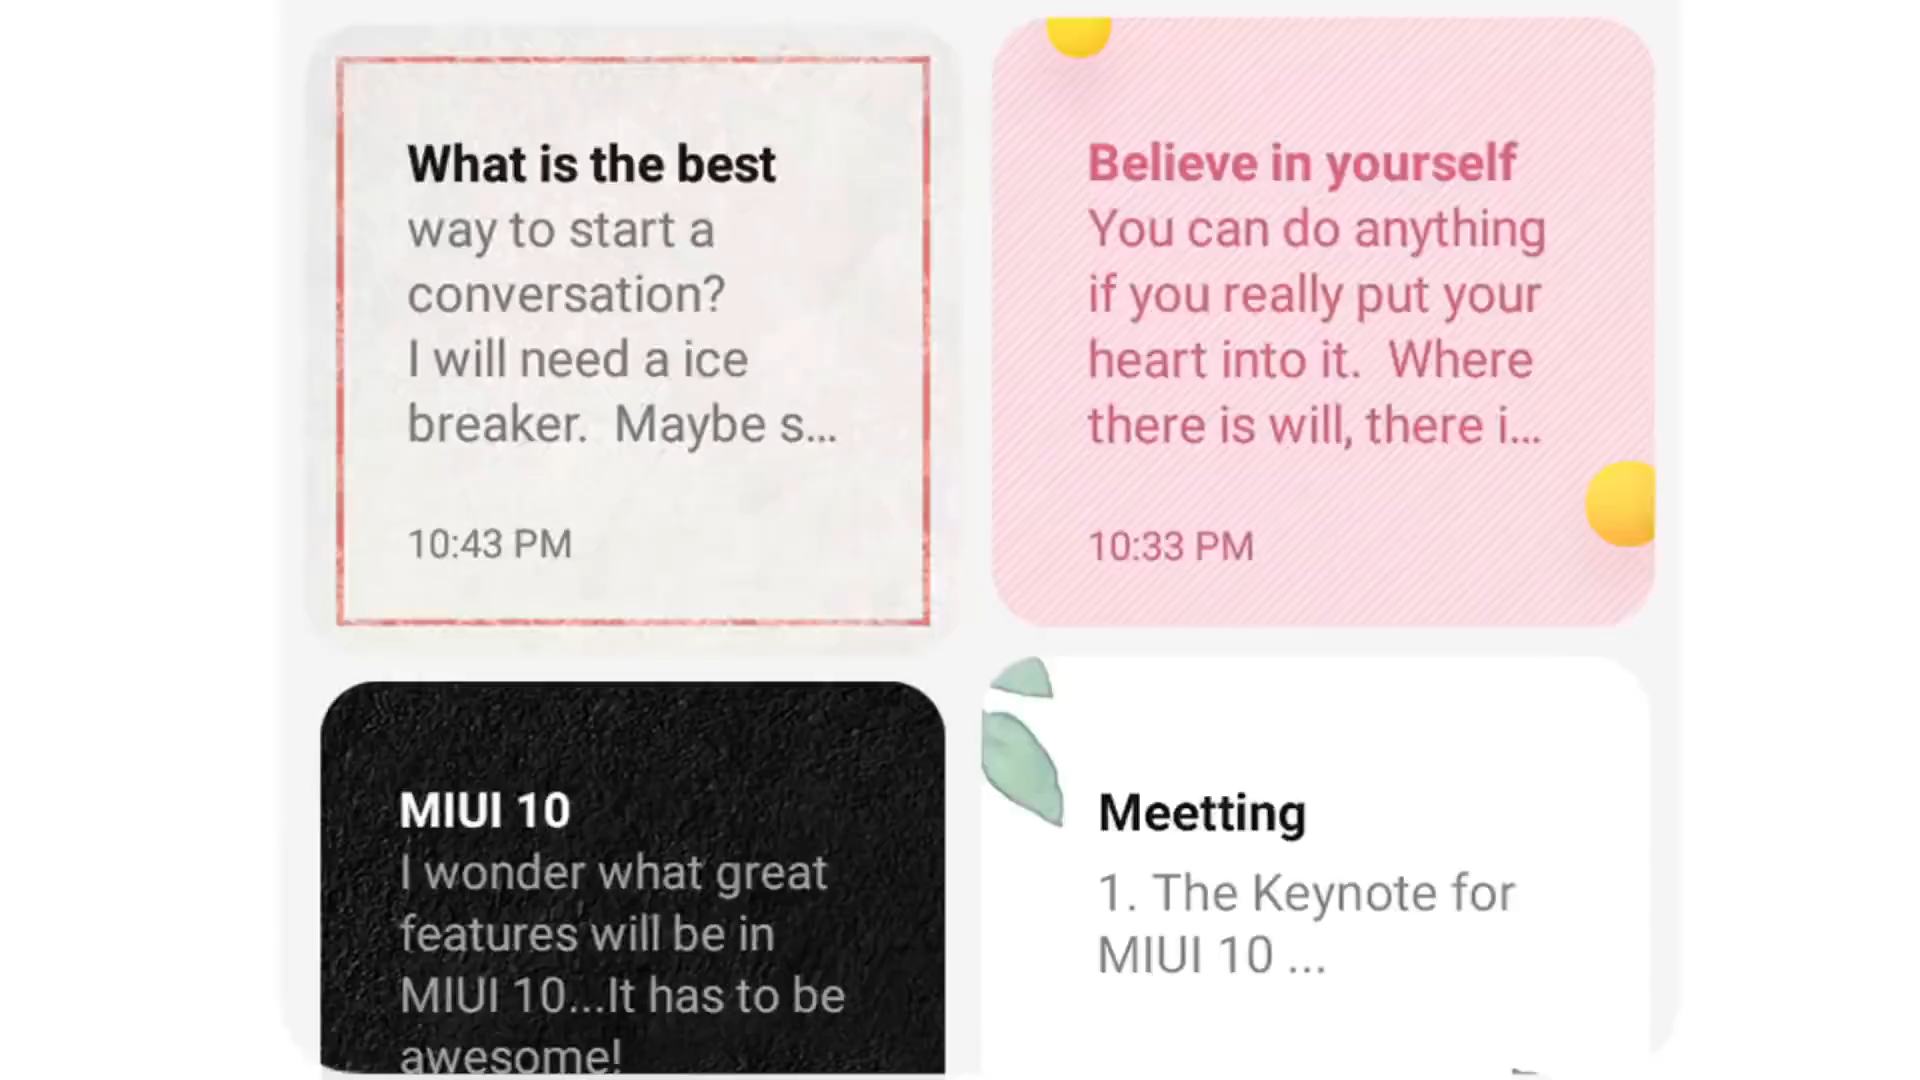 What is the best
way to start a
conversation?
I will need a ice
breaker.  Maybe s...
10:43 PM
Believe in yourself
You can do anything
if you really put your
heart into it.  Where
there is will, there i...
10:33 PM
MIUI 10
I wonder what great
features will be in
MIUI 10...It has to be
awesome!
Meetting
1. The Keynote for
MIUI 10 ...